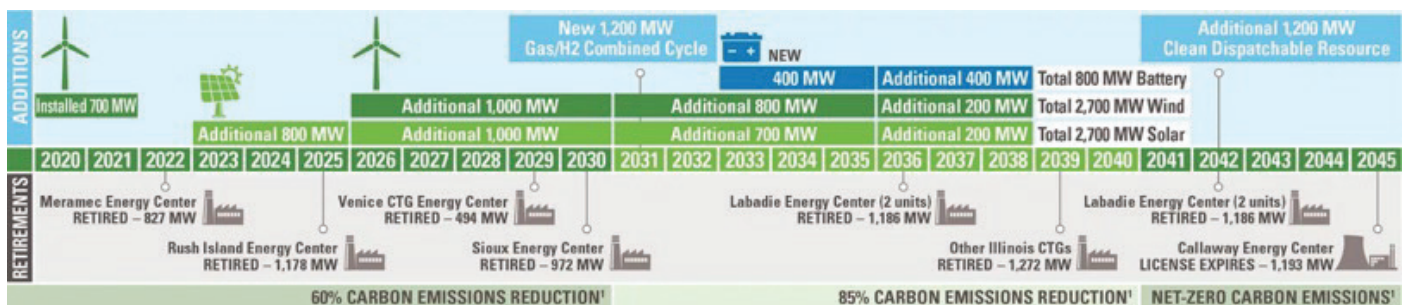 ADDITIONS
New 1,200 MW
Gas/H2 Combined Cycle
Additional 1,200 MW
Clean Dispatchable Resource
NEW
400 MW
Additional 400 MW
Total 800 MW Battery
Installed 700 MW
Additional 1,000 MW
Additional 800 MW
Additional 200 MW
Total 2,700 MW Wind
Additional 800 MW
Additional 1,000 MW
Additional 700 MW
Additional 200 MW
Total 2,700 MW Solar
2020 2021 2022 2023 2024 2025 2026 2027 2028 2029 2030 2031 2032 2033 2034 2035 2036 2037 2038 2039 2040 2041 2042 2043 2044 2045
RETIREMENTS
Meramec Energy Center
RETIRED – 827 MW
Venice CTG Energy Center
RETIRED – 494 MW
Labadie Energy Center (2 units)
RETIRED – 1,186 MW
Labadie Energy Center (2 units)
RETIRED – 1,186 MW
Rush Island Energy Center
RETIRED – 1,178 MW
Sioux Energy Center
RETIRED – 972 MW
Other Illinois CTGs
RETIRED – 1,272 MW
Callaway Energy Center
LICENSE EXPIRES – 1,193 MW
60% CARBON EMISSIONS REDUCTION¹
85% CARBON EMISSIONS REDUCTION¹
NET-ZERO CARBON EMISSIONS¹